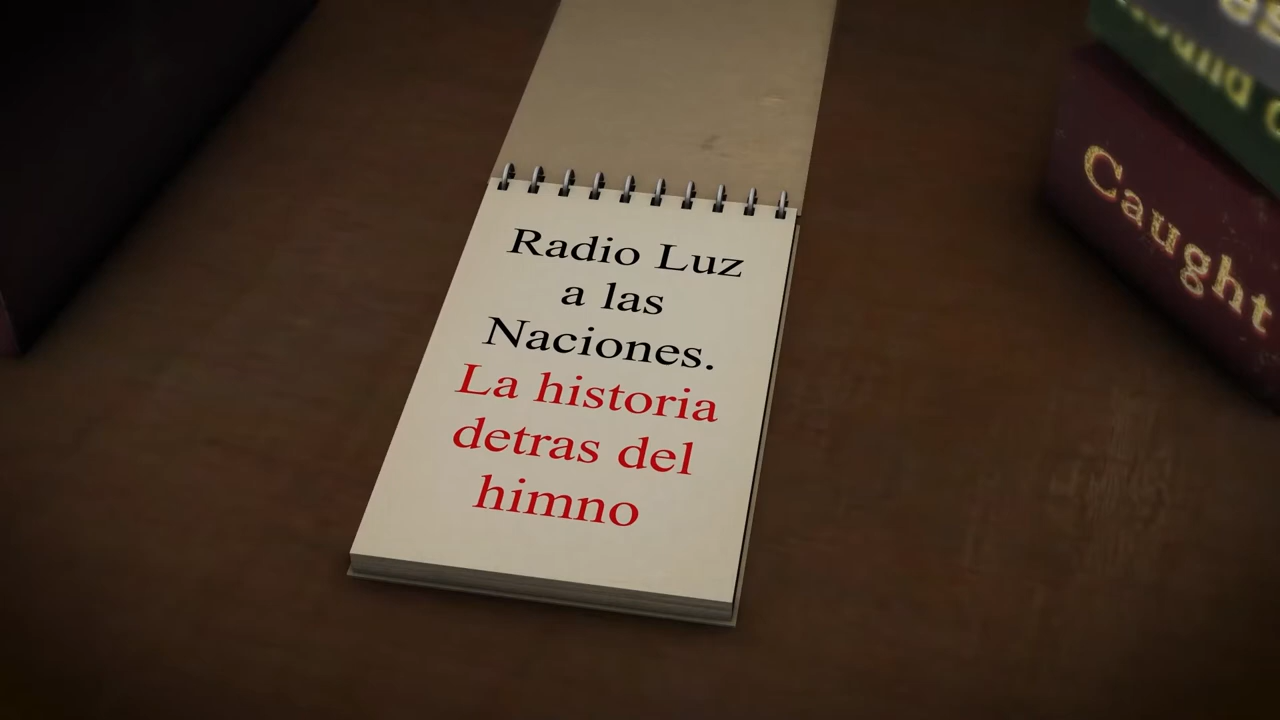 Radio Luz
a las
Naciones.
La historia
detras del
himno
Caught